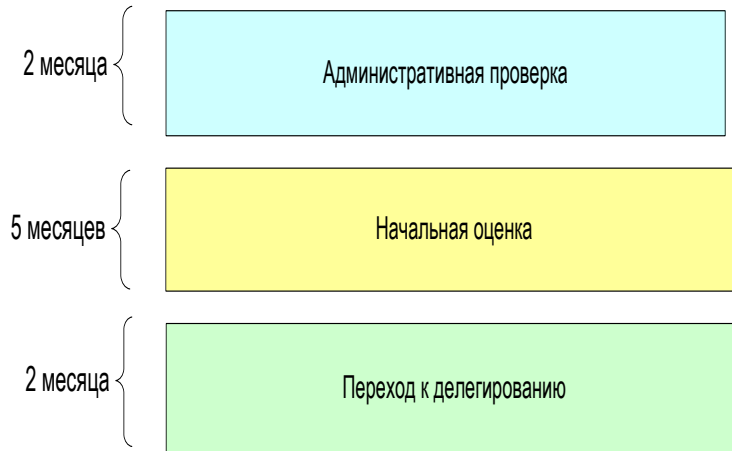 2 месяца
Административная проверка
5 месяцев
Начальная оценка
2 месяца
Переход к делегированию